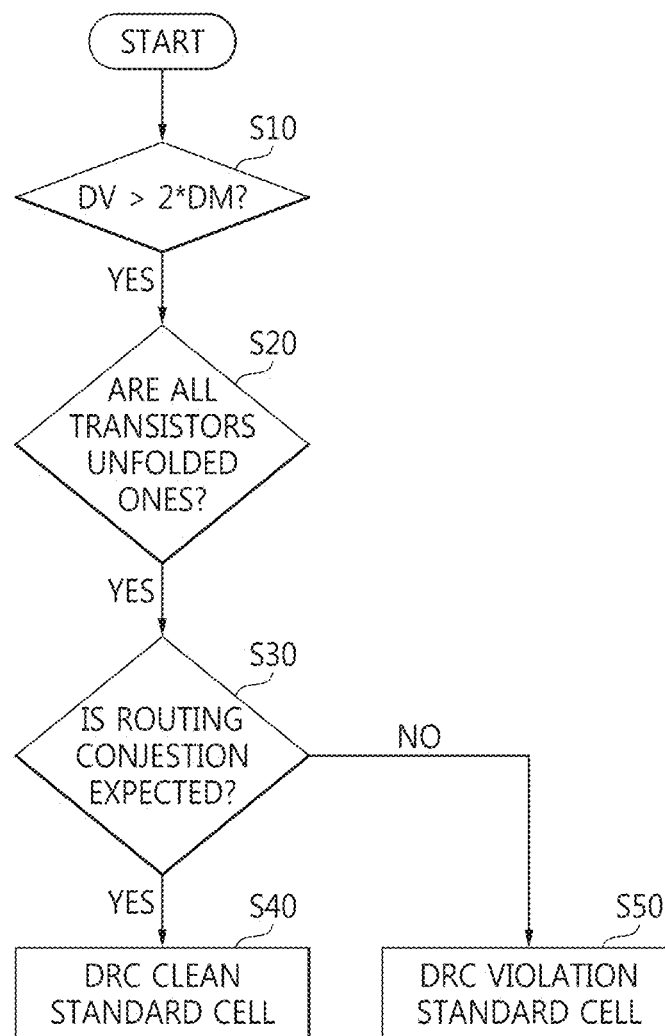 START
S10
DV > 2*DM?
YES
S20
ARE ALL
TRANSISTORS
UNFOLDED
ONES?
YES
S30
IS ROUTING
CONJESTION
EXPECTED?
NO
YES
S40
S50
DRC CLEAN
STANDARD CELL
DRC VIOLATION
STANDARD CELL